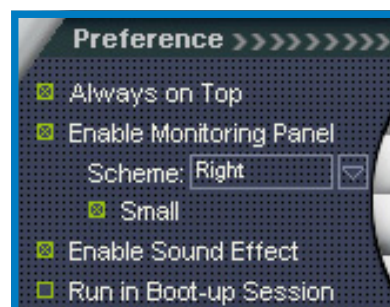 Preference >>>>>>>>>
Always on Top
Enable Monitoring Panel
Scheme: Right
Small
Enable Sound Effect
Run in Boot-up Session